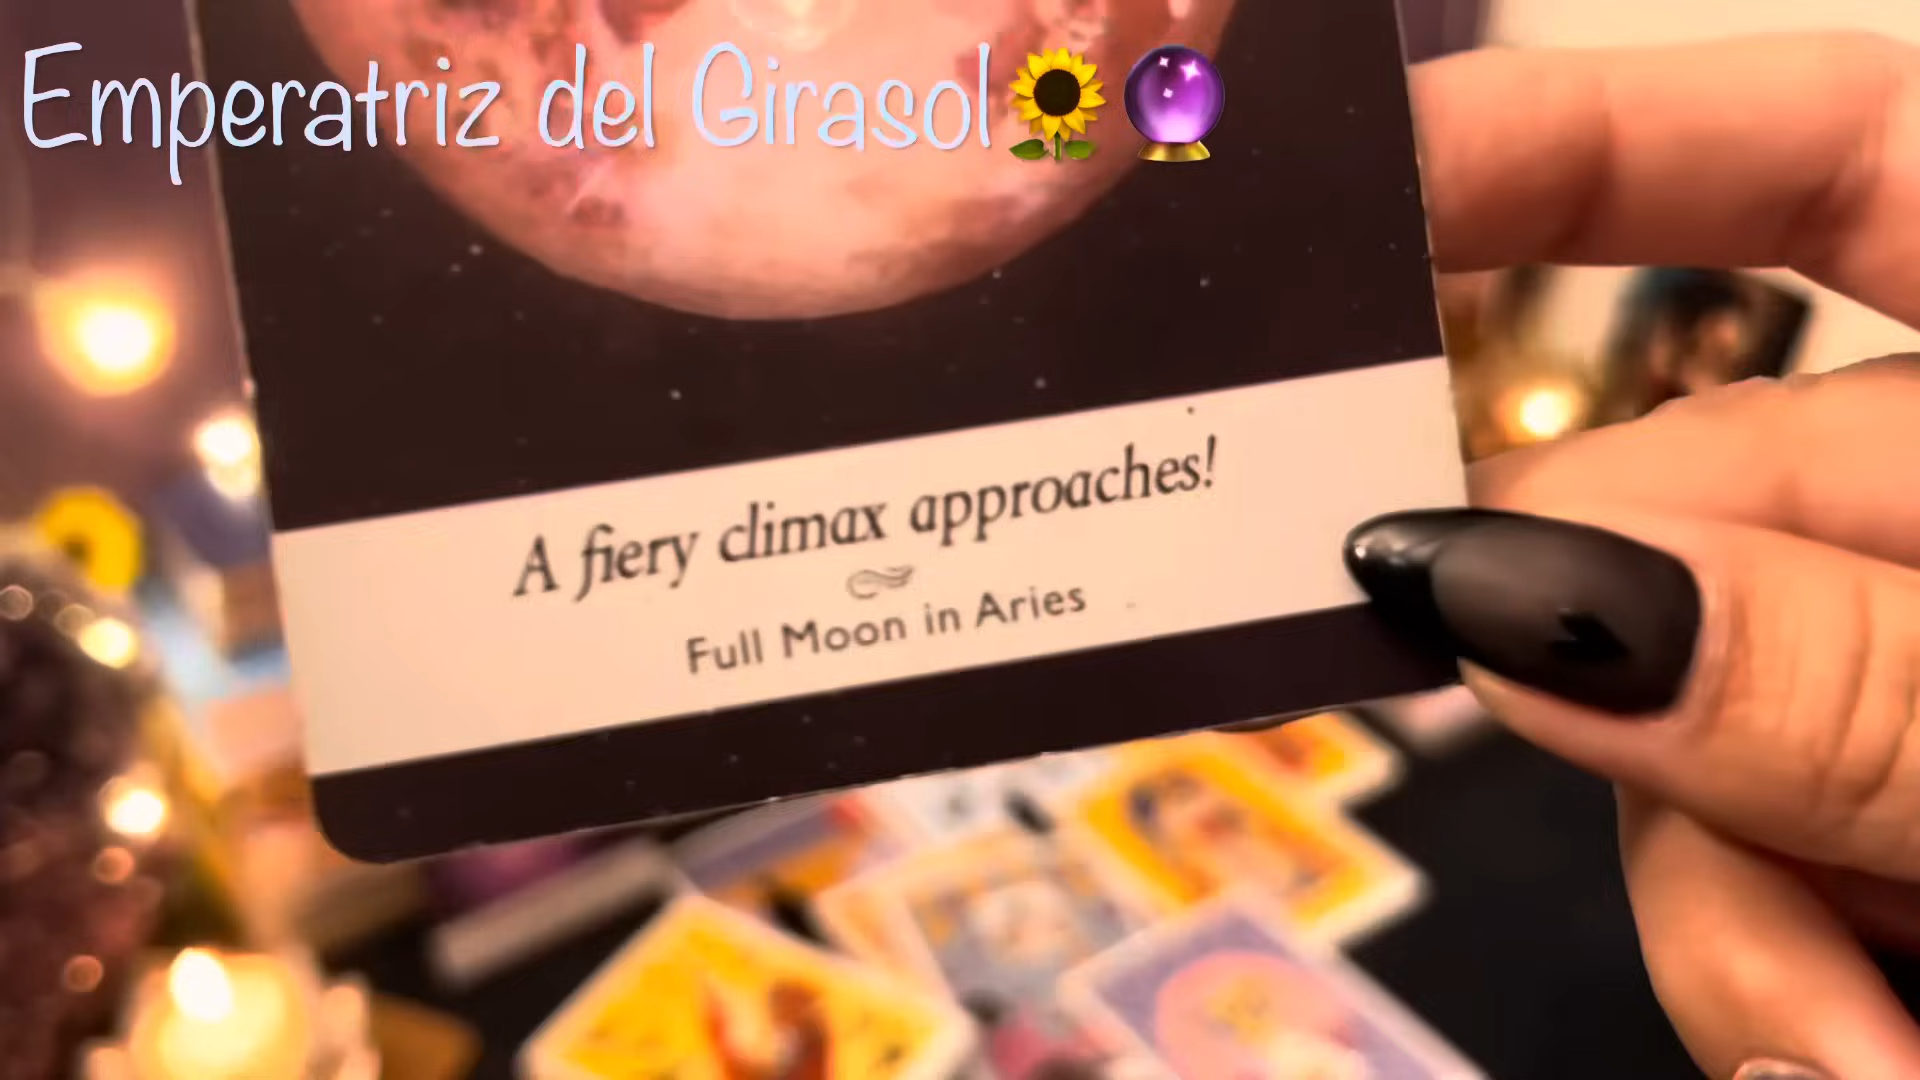 Emperatriz del Girasol🌻🔮
A fiery climax approaches!
Full Moon in Aries